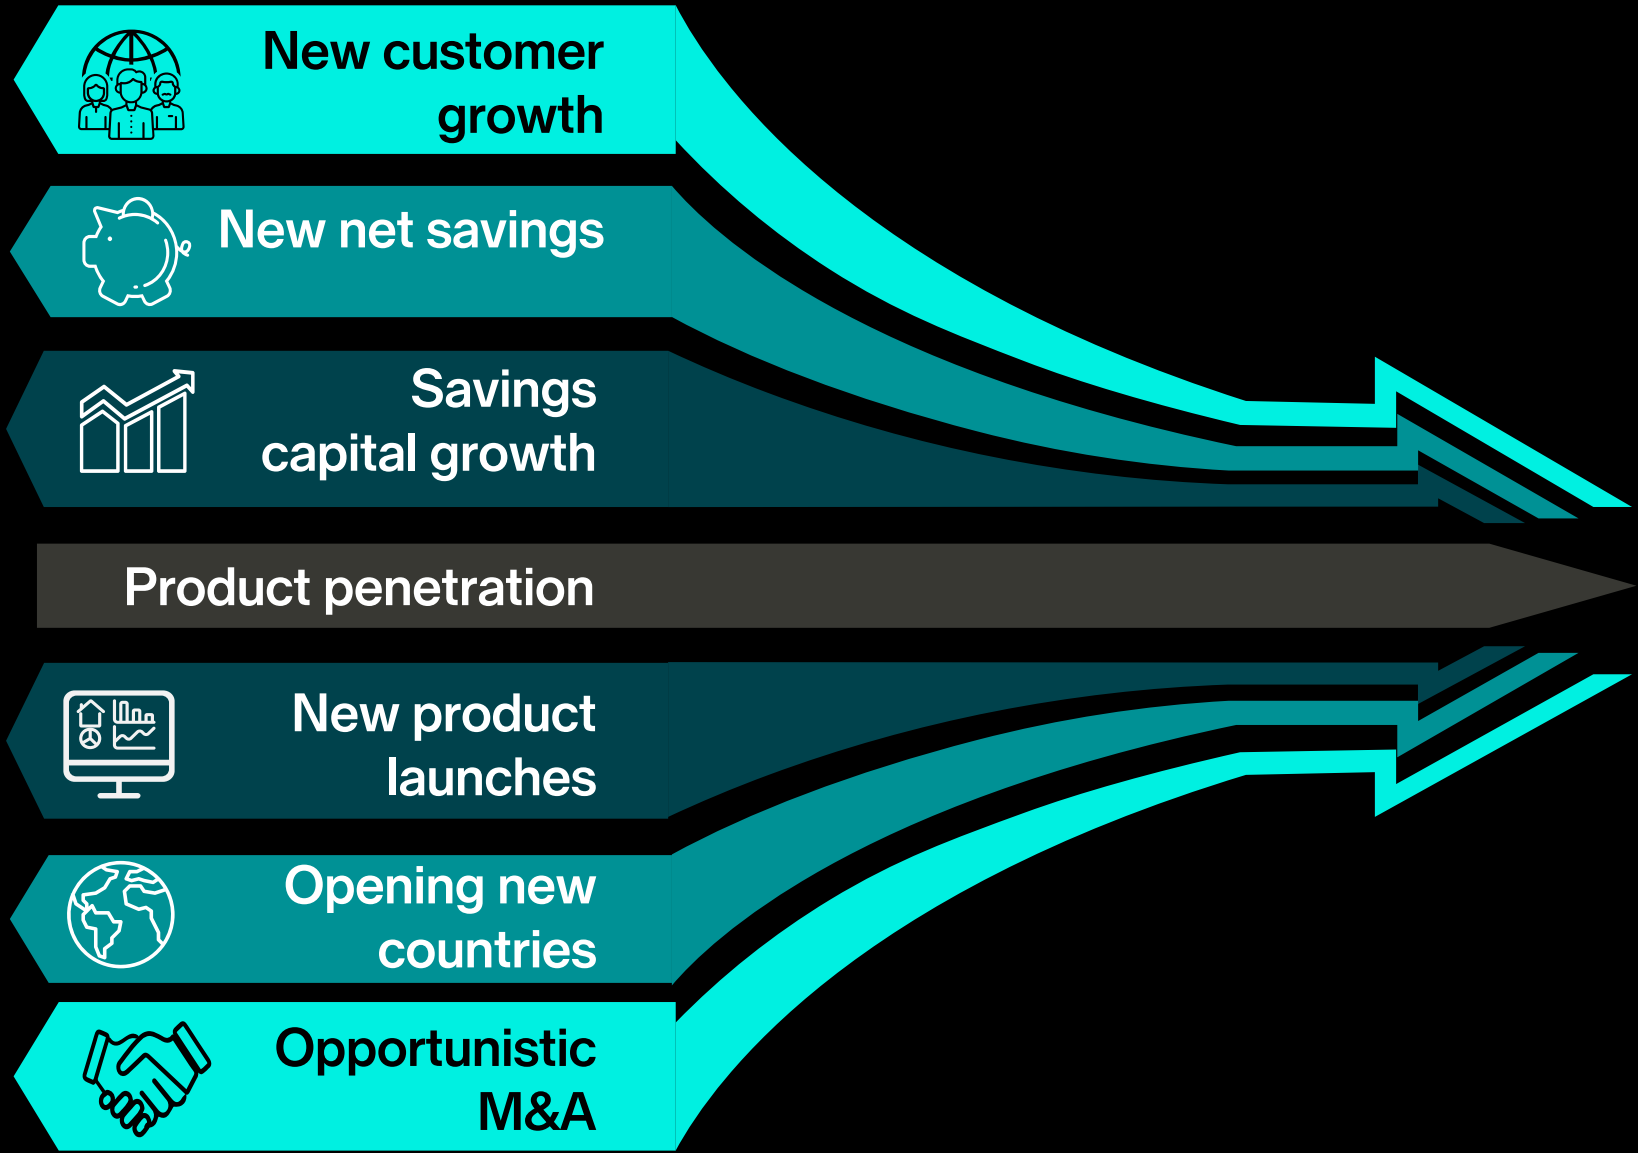 New customer
growth
New net savings
Savings
capital growth
Product penetration
New product
launches
Opening new
countries
Opportunistic
M&A